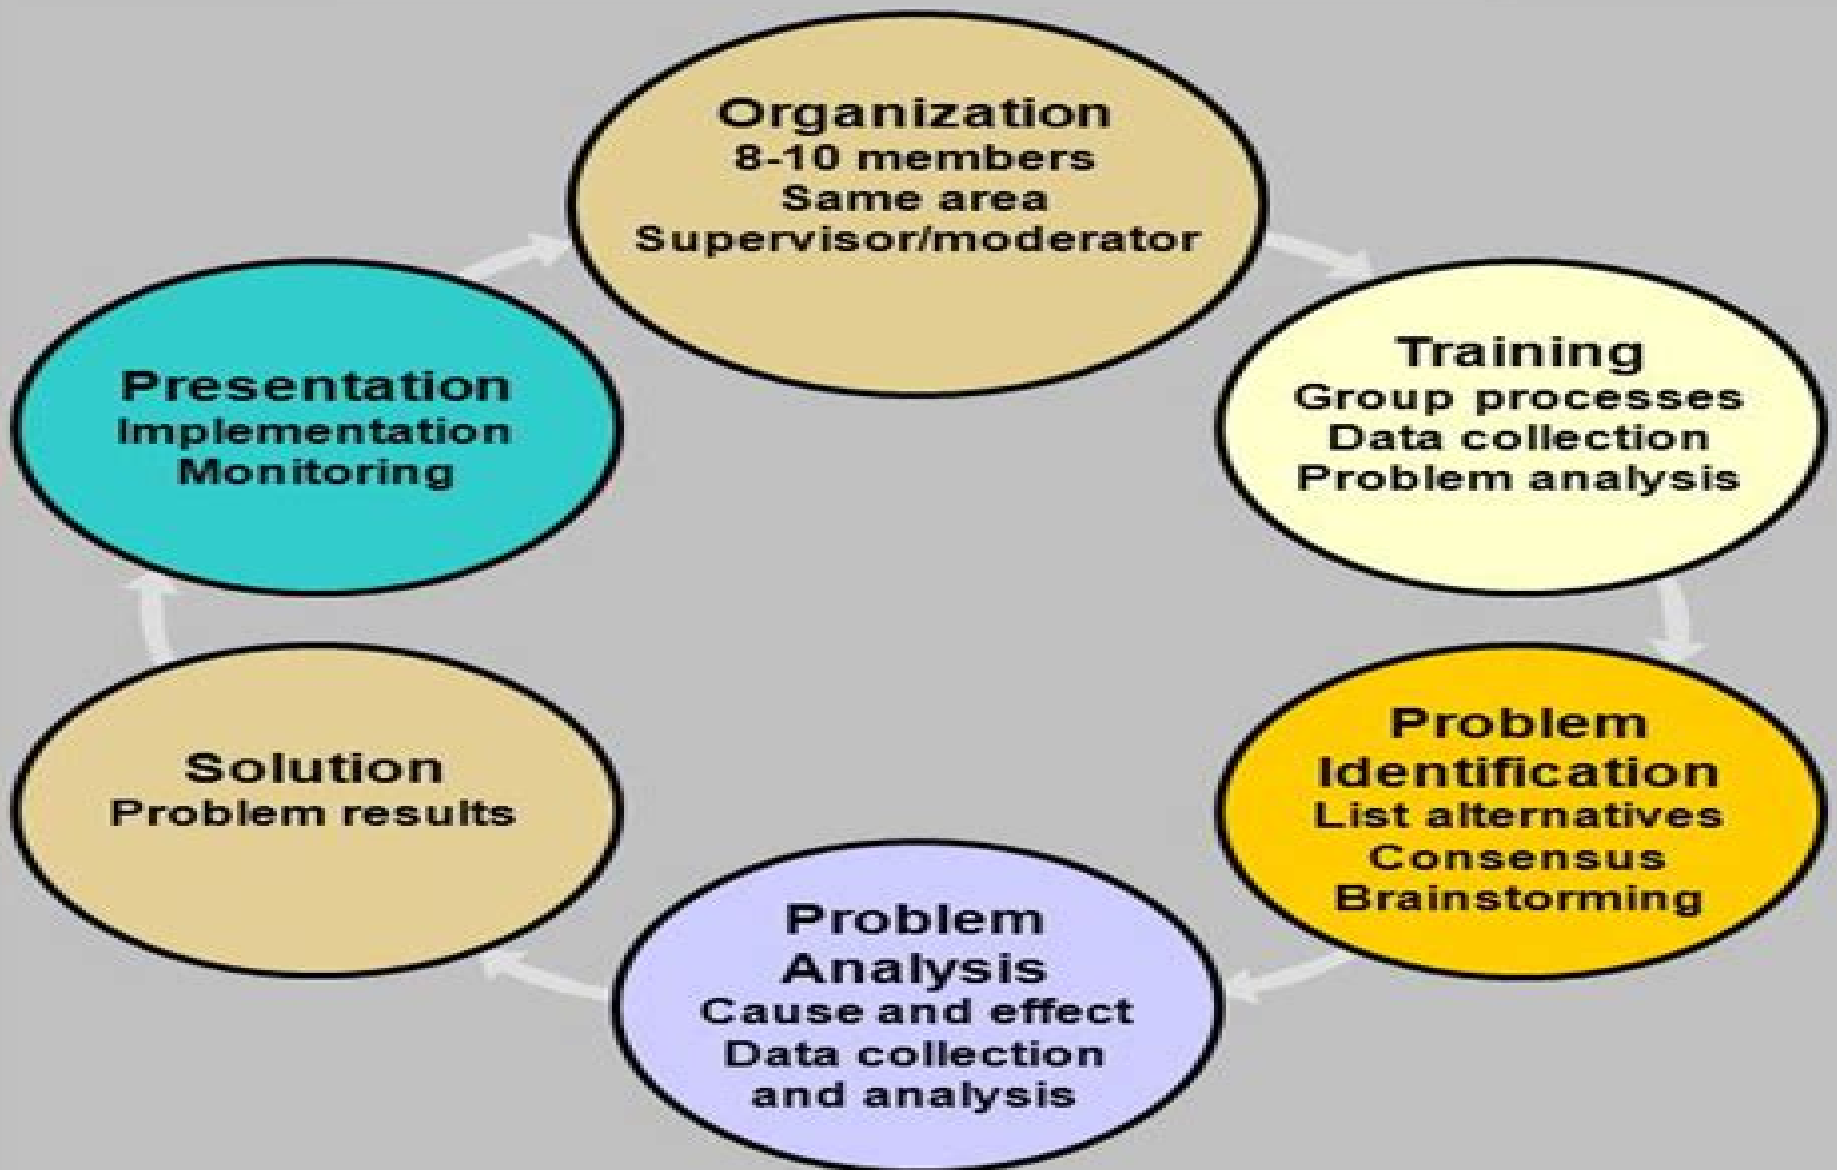 Organization
8-10 members
Same area
Supervisor/moderator
Training
Group processes
Data collection
Problem analysis
Problem
Identification
List alternatives
Consensus
Brainstorming
Problem
Analysis
Cause and effect
Data collection
and analysis
Solution
Problem results
Presentation
Implementation
Monitoring